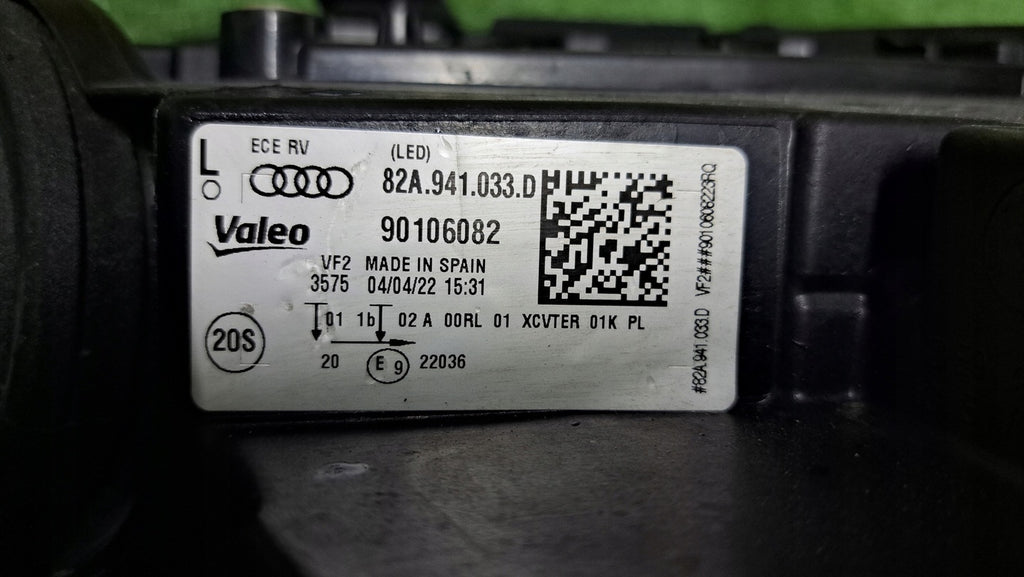 L
ECE RV
(LED)
82A.941.033.D
Valeo
90106082
VF2 MADE IN SPAIN
3575 04/04/22 15:31
01 1b 02 A 00RL 01 XCVTER 01K PL
20S
20 E 9 22036
#82A.941.033.D VF2###9010608223RQ